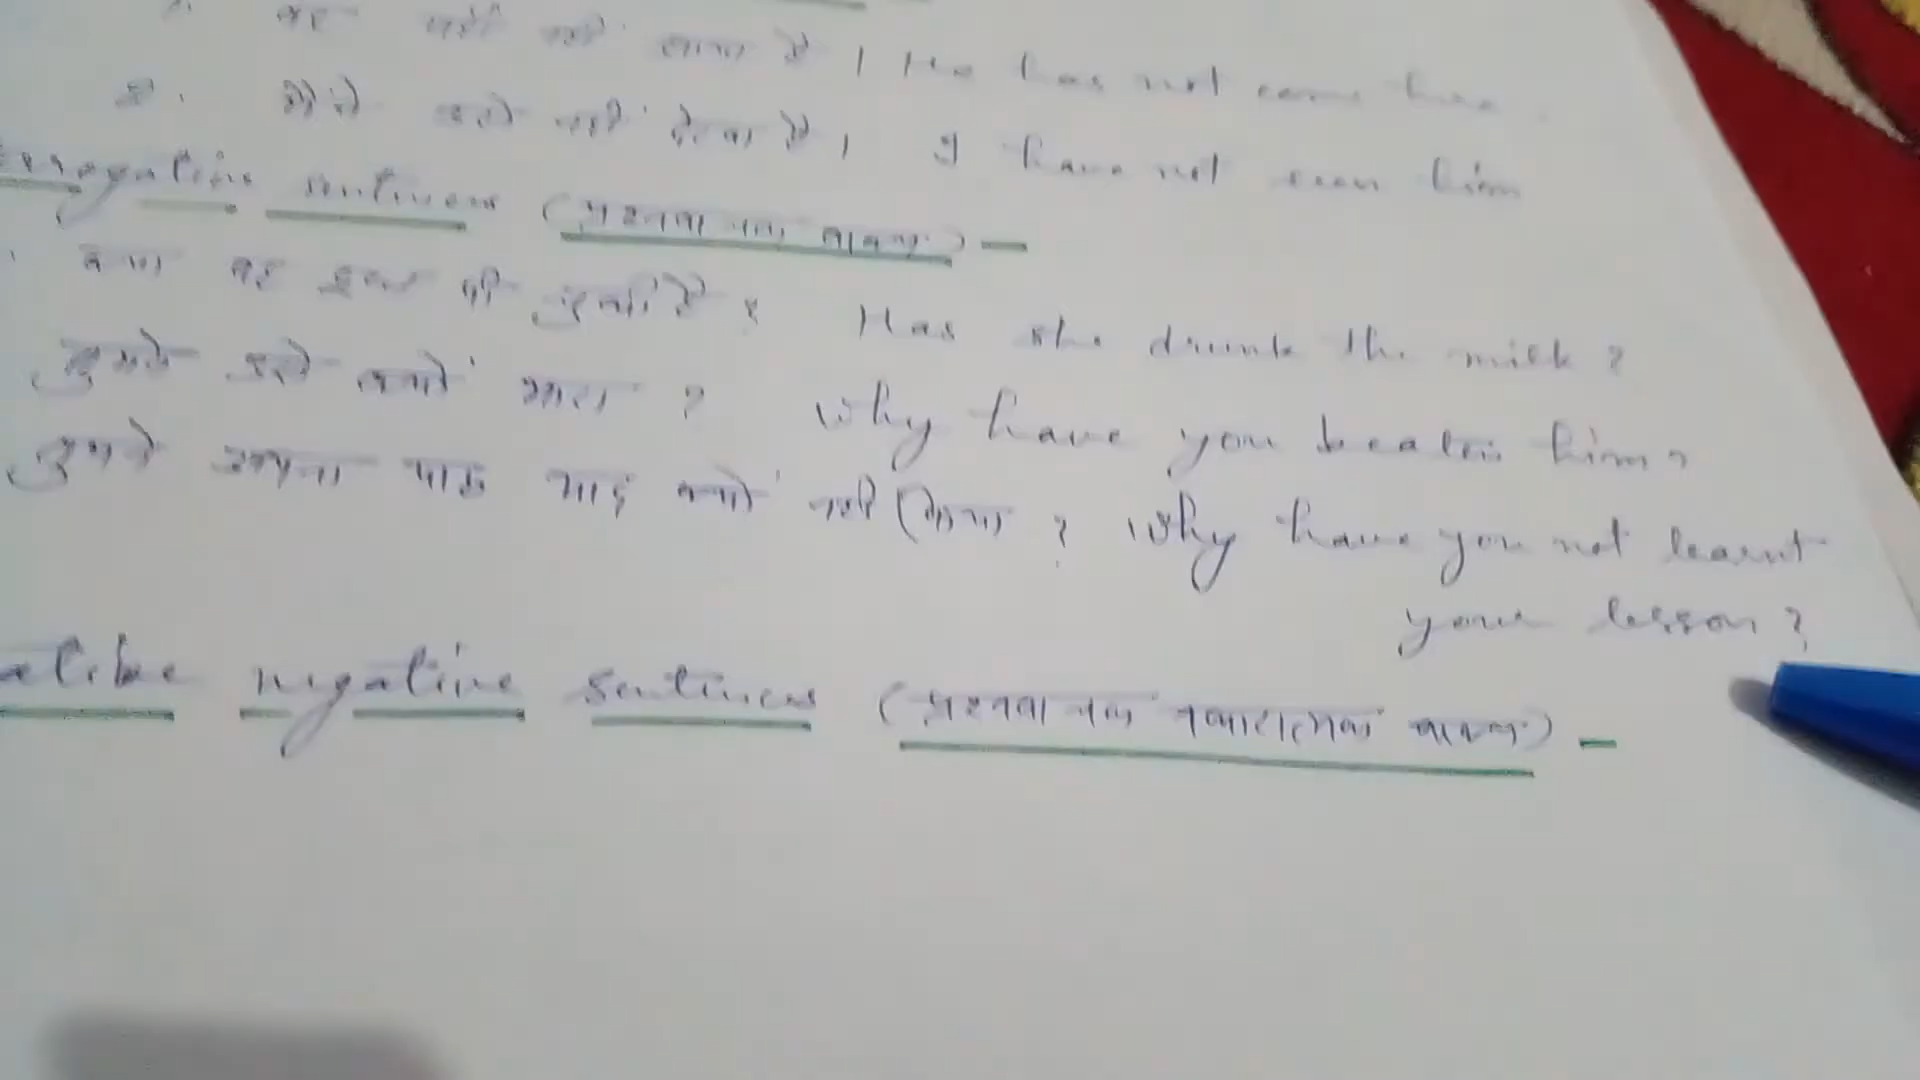 वह यहाँ नहीं आया है । He has not come here.
२. मैंने उसे नहीं देखा है । I have not seen him
sentences (प्रश्नवाचक वाक्य) —
क्या वह दूध पी चुकी है ? Has she drunk the milk ?
तुमने उसे क्यों मारा ? Why have you beaten him ?
तुमने अपना पाठ याद क्यों नहीं किया ? Why have you not learnt
your lesson ?
negative sentences (प्रश्नवाचक नकारात्मक वाक्य) —